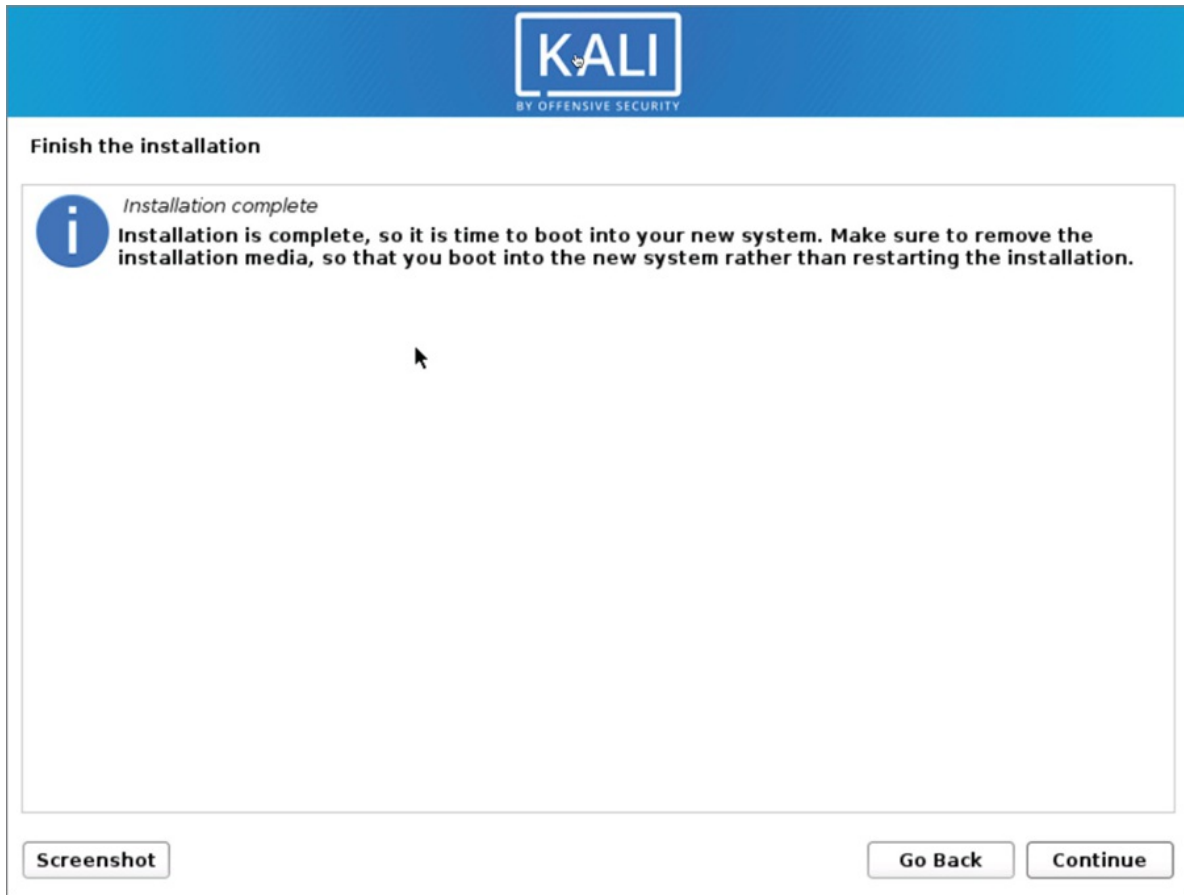 KALI
BY OFFENSIVE SECURITY
Finish the installation
i
Installation complete
Installation is complete, so it is time to boot into your new system. Make sure to remove the
installation media, so that you boot into the new system rather than restarting the installation.
Screenshot
Go Back
Continue